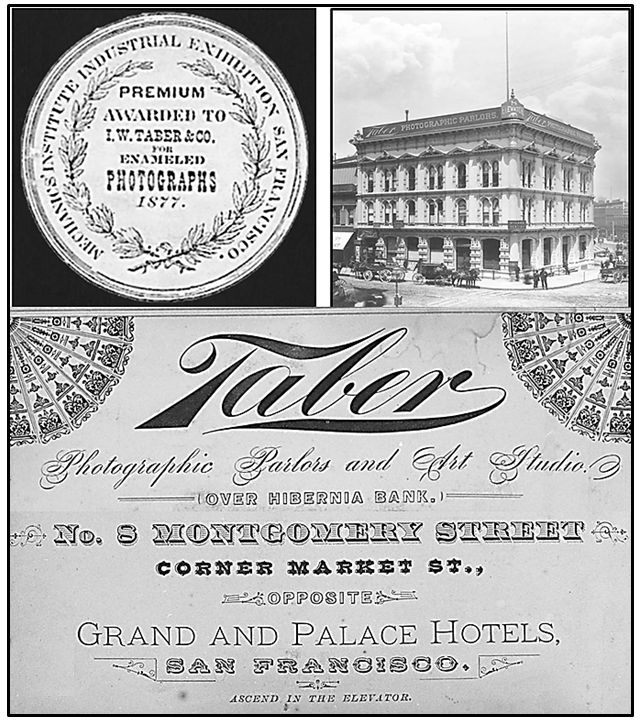 MECHANICS INSTITUTE INDUSTRIAL EXHIBITION SAN FRANCISCO.
PREMIUM
AWARDED TO
I.W. TABER & CO.
FOR
ENAMELED
PHOTOGRAPHS
1877.
Taber PHOTOGRAPHIC PARLORS.
Taber
Taber
Photographic Parlors and Art Studio.
(OVER HIBERNIA BANK.)
No. 8 MONTGOMERY STREET
CORNER MARKET ST.,
OPPOSITE
GRAND AND PALACE HOTELS,
SAN FRANCISCO.
ASCEND IN THE ELEVATOR.